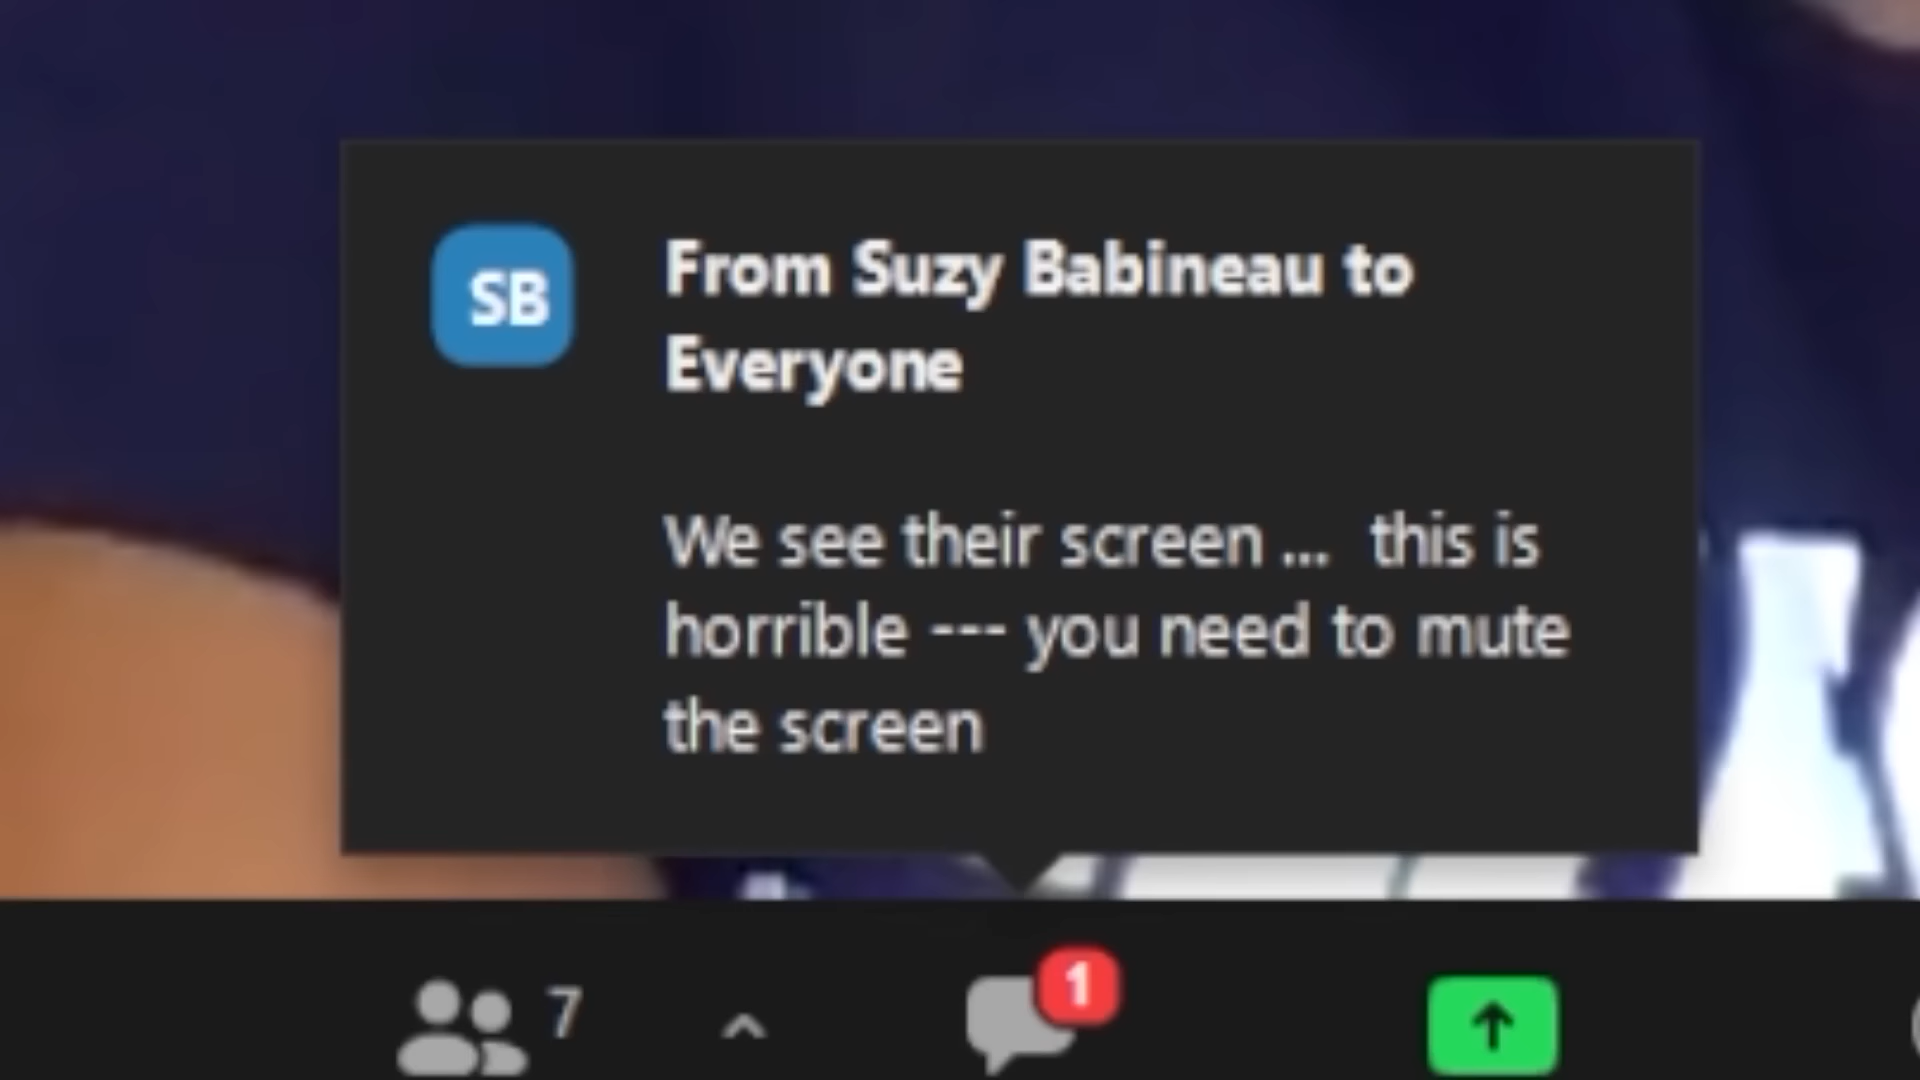 SB
From Suzy Babineau to
Everyone
We see their screen ...  this is
horrible --- you need to mute
the screen
7
1